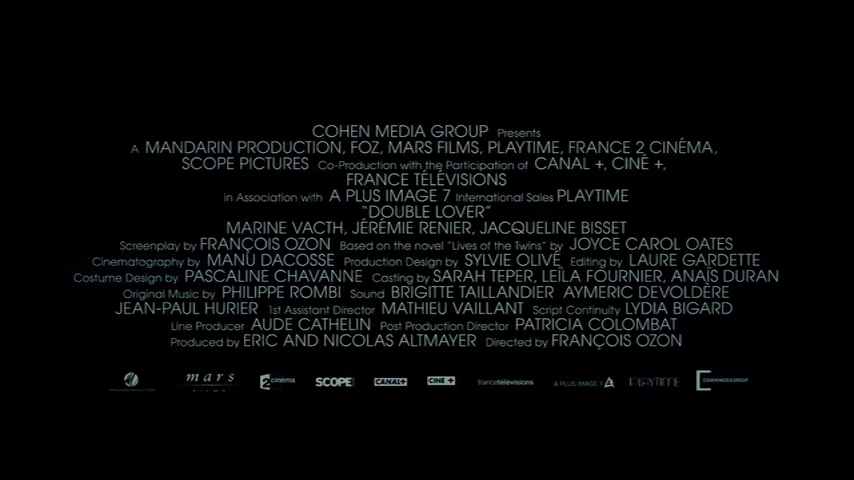 COHEN MEDIA GROUP Presents
A MANDARIN PRODUCTION, FOZ, MARS FILMS, PLAYTIME, FRANCE 2 CINÉMA,
SCOPE PICTURES Co-Production with the Participation of CANAL +, CINÉ +,
FRANCE TÉLÉVISIONS
in Association with A PLUS IMAGE 7 International Sales PLAYTIME
"DOUBLE LOVER"
MARINE VACTH, JÉRÉMIE RENIER, JACQUELINE BISSET
Screenplay by FRANÇOIS OZON Based on the novel "Lives of the Twins" by JOYCE CAROL OATES
Cinematography by MANU DACOSSE Production Design by SYLVIE OLIVÉ Editing by LAURE GARDETTE
Costume Design by PASCALINE CHAVANNE Casting by SARAH TEPER, LEÏLA FOURNIER, ANAÏS DURAN
Original Music by PHILIPPE ROMBI Sound BRIGITTE TAILLANDIER AYMERIC DEVOLDÈRE
JEAN-PAUL HURIER 1st Assistant Director MATHIEU VAILLANT Script Continuity LYDIA BIGARD
Line Producer AUDE CATHELIN Post Production Director PATRICIA COLOMBAT
Produced by ERIC AND NICOLAS ALTMAYER Directed by FRANÇOIS OZON
mars 2 cinéma SCOPE CANAL+ CINÉ+ francetélévisions A PLUS IMAGE 7 PLAYTIME COHEN MEDIA GROUP